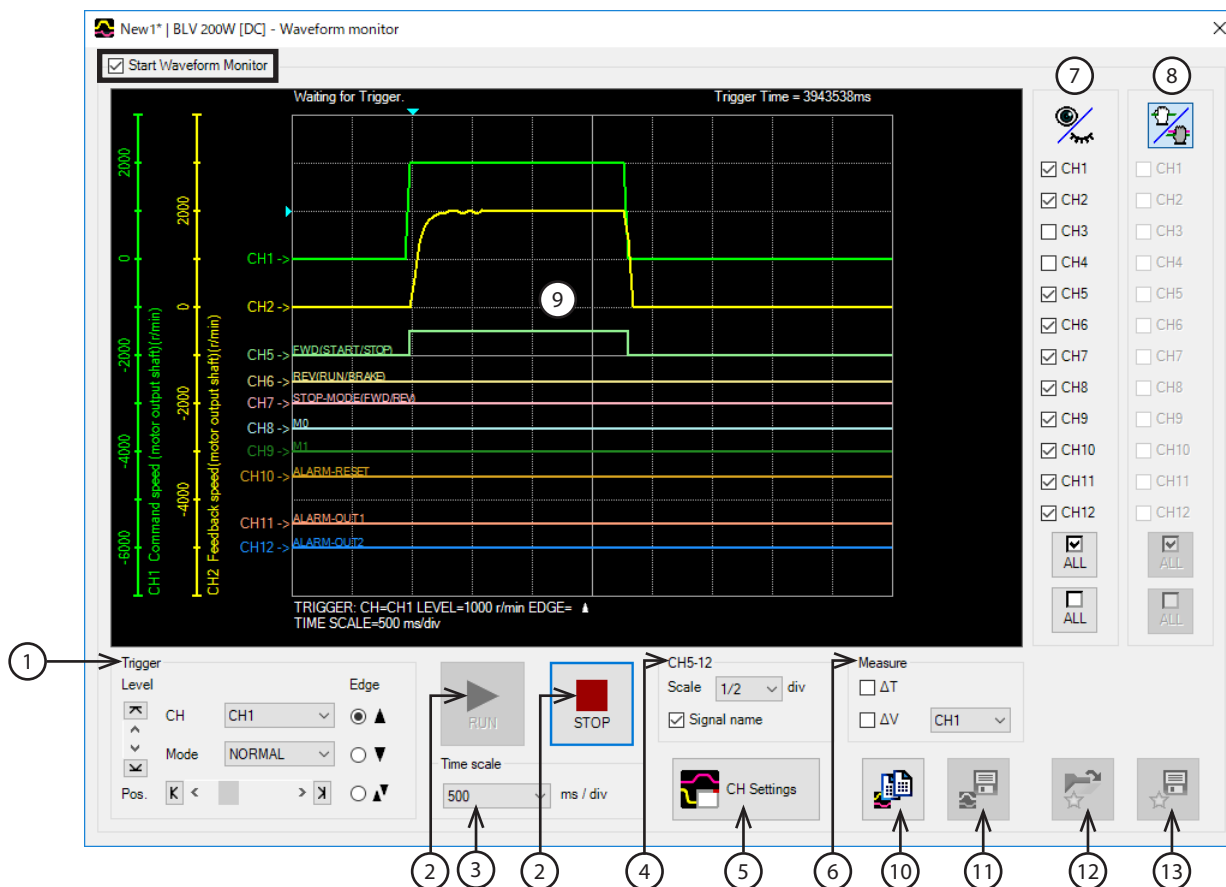 New1* | BLV 200W [DC] - Waveform monitor
Start Waveform Monitor
7
8
Waiting for Trigger.
Trigger Time = 3943538ms
2000
0
-2000
-4000
-6000
CH1 Command speed (motor output shaft)(r/min)
2000
0
-2000
-4000
CH2 Feedback speed(motor output shaft)(r/min)
CH1 ->
CH2 ->
9
CH5 -> FWD(START/STOP)
CH6 -> REV(RUN/BRAKE)
CH7 -> STOP-MODE(FWD/REV)
CH8 -> M0
CH9 -> M1
CH10 -> ALARM-RESET
CH11 -> ALARM-OUT1
CH12 -> ALARM-OUT2
TRIGGER: CH=CH1 LEVEL=1000 r/min EDGE=
TIME SCALE=500 ms/div
CH1
CH2
CH3
CH4
CH5
CH6
CH7
CH8
CH9
CH10
CH11
CH12
ALL
ALL
CH1
CH2
CH3
CH4
CH5
CH6
CH7
CH8
CH9
CH10
CH11
CH12
ALL
ALL
1
Trigger
Level
Edge
CH CH1
Mode NORMAL
Pos.
RUN
STOP
Time scale
500 ms / div
CH5-12
Scale 1/2 div
Signal name
CH Settings
Measure
ΔT
ΔV CH1
2
3
2
4
5
6
10
11
12
13